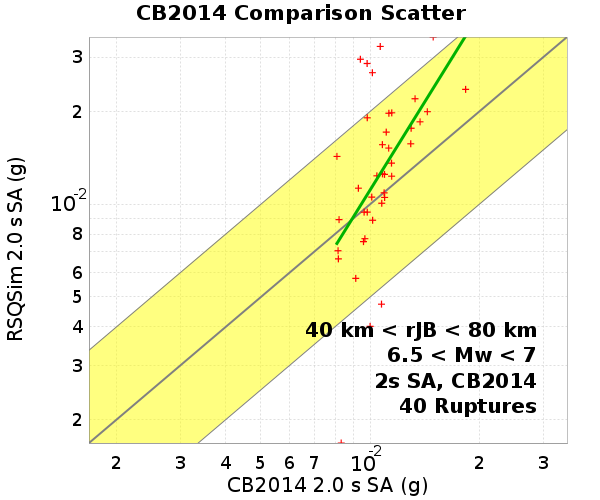 CB2014 Comparison Scatter
RSQSim 2.0 s SA (g)
3
2
10-2
8
6
5
4
3
2
40 km < rJB < 80 km
6.5 < Mw < 7
2s SA, CB2014
40 Ruptures
2 3 4 5 6 7 10-2 2 3
CB2014 2.0 s SA (g)